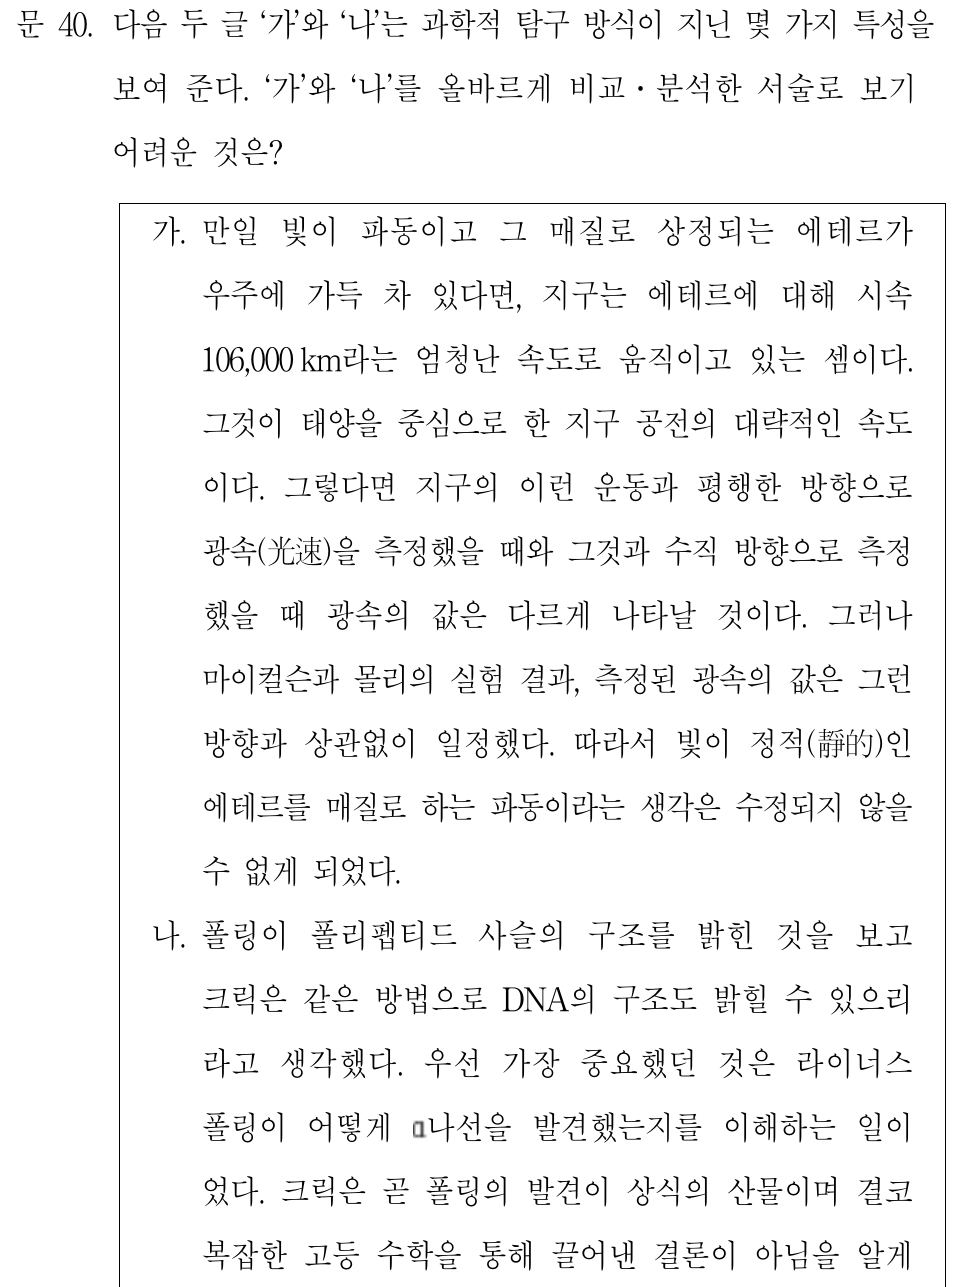 문 40. 다음 두 글 ‘가’와 ‘나’는 과학적 탐구 방식이 지닌 몇 가지 특성을
보여 준다. ‘가’와 ‘나’를 올바르게 비교·분석한 서술로 보기
어려운 것은?
가. 만일 빛이 파동이고 그 매질로 상정되는 에테르가
우주에 가득 차 있다면, 지구는 에테르에 대해 시속
106,000 km라는 엄청난 속도로 움직이고 있는 셈이다.
그것이 태양을 중심으로 한 지구 공전의 대략적인 속도
이다. 그렇다면 지구의 이런 운동과 평행한 방향으로
광속(光速)을 측정했을 때와 그것과 수직 방향으로 측정
했을 때 광속의 값은 다르게 나타날 것이다. 그러나
마이컬슨과 몰리의 실험 결과, 측정된 광속의 값은 그런
방향과 상관없이 일정했다. 따라서 빛이 정적(靜的)인
에테르를 매질로 하는 파동이라는 생각은 수정되지 않을
수 없게 되었다.
나. 폴링이 폴리펩티드 사슬의 구조를 밝힌 것을 보고
크릭은 같은 방법으로 DNA의 구조도 밝힐 수 있으리
라고 생각했다. 우선 가장 중요했던 것은 라이너스
폴링이 어떻게 나선을 발견했는지를 이해하는 일이
었다. 크릭은 곧 폴링의 발견이 상식의 산물이며 결코
복잡한 고등 수학을 통해 끌어낸 결론이 아님을 알게